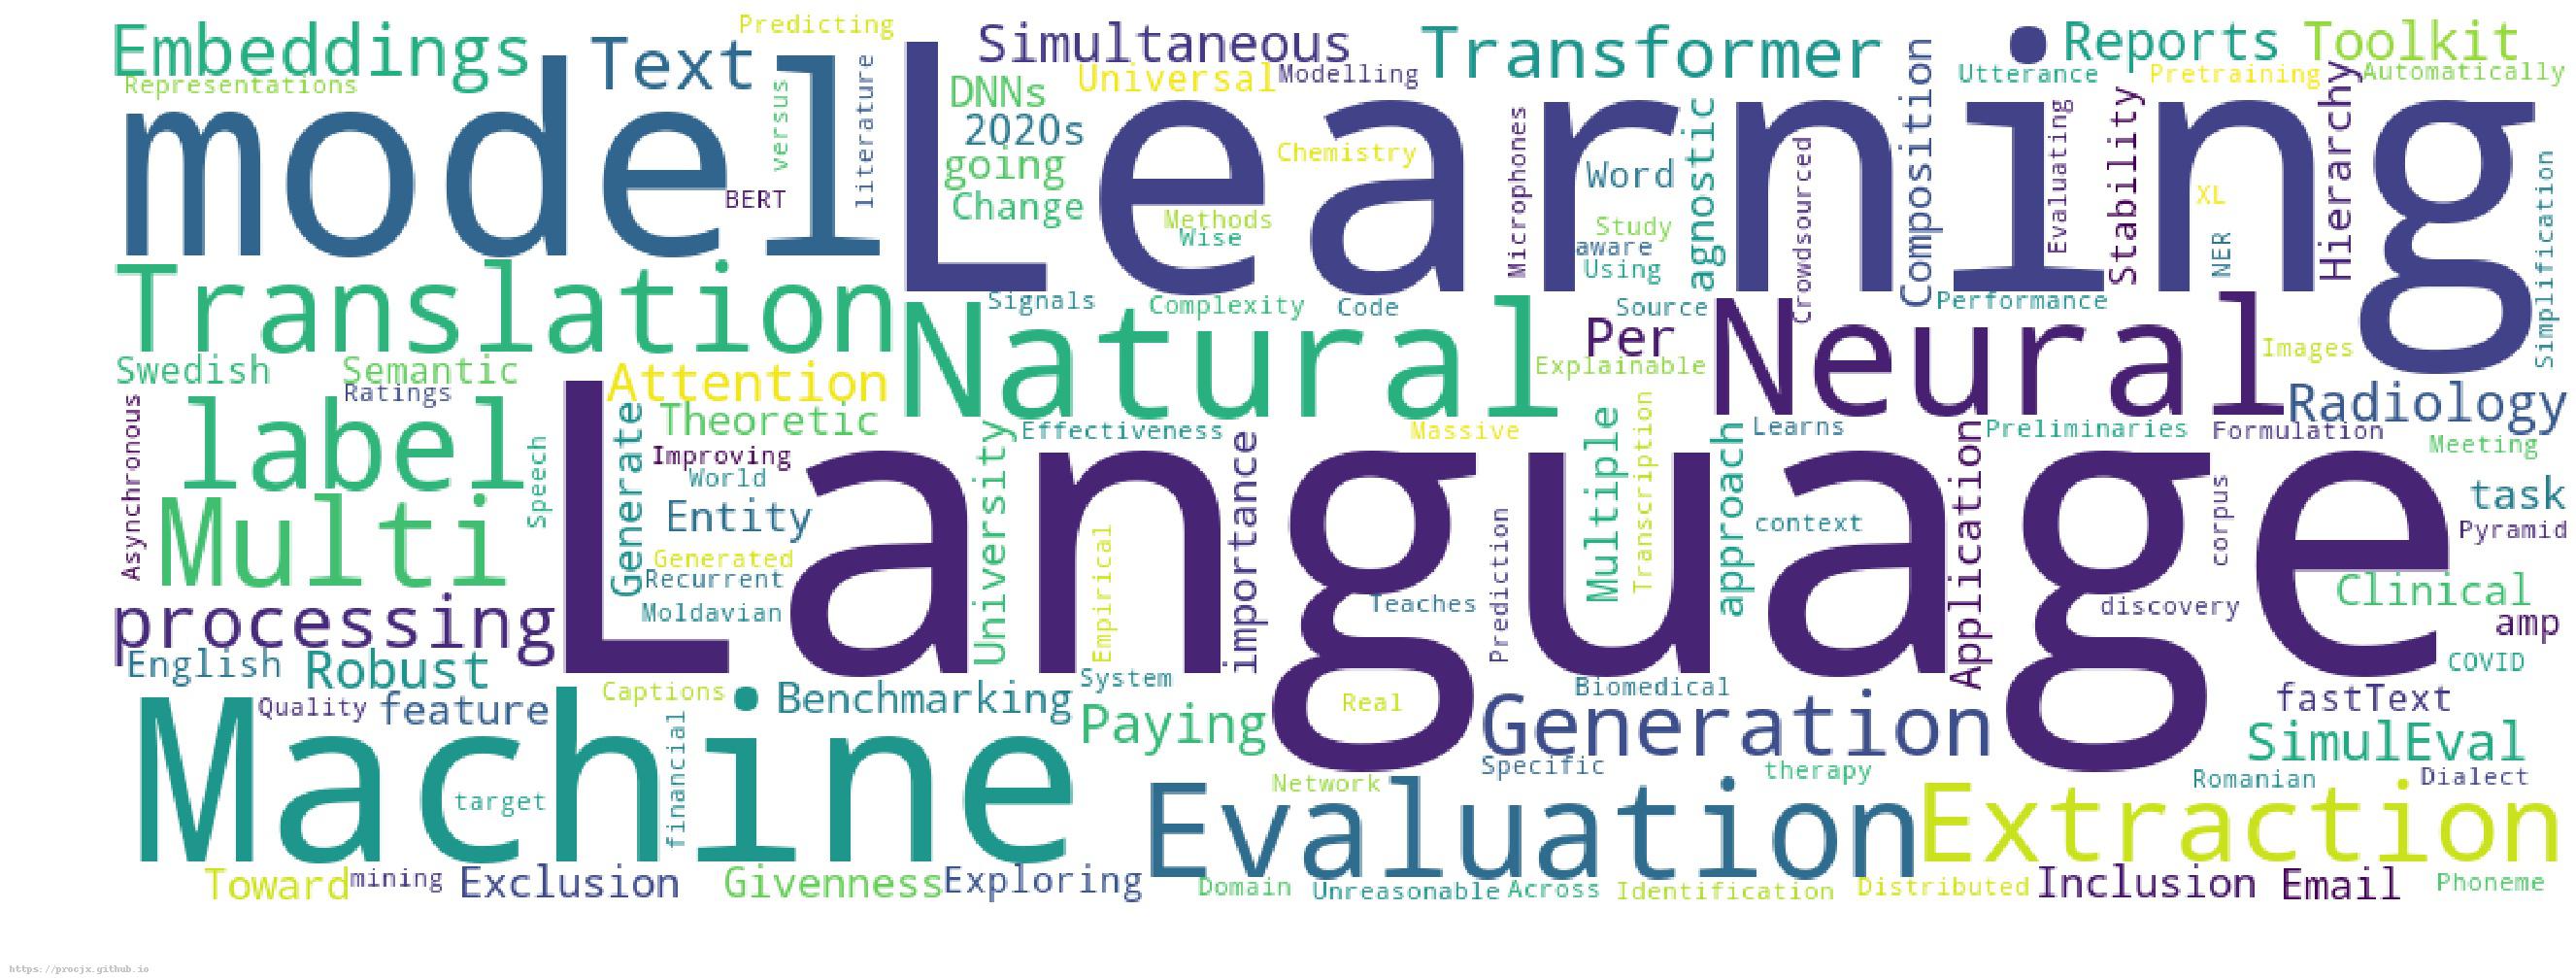 Embeddings
Representations
Text
Predicting
model
versus
literature
BERT
Learning
Simultaneous
DNNs
Universal
Modelling
2020s
going
Change
Chemistry
Methods
Wise
Transformer
Microphones
Word
Study
aware
Using
agnostic
Crowdsourced
Composition
Reports
Toolkit
Utterance
Pretraining
Automatically
Evaluating
Stability
XL
NER
Hierarchy
Simplification
Translation
Natural
Signals
Complexity
Code
Source
Per
Explainable
Neural
Performance
Images
Swedish
Semantic
Ratings
Attention
Theoretic
Radiology
label
Multi
Asynchronous
Speech
Generate
Improving
World
Entity
Generated
Recurrent
Moldavian
Language
University
Effectiveness
Empirical
importance
Massive
Teaches
Prediction
Multiple
Transcription
approach
Learns
context
Application
Preliminaries
Formulation
Meeting
corpus
discovery
task
Pyramid
Clinical
amp
COVID
processing
English
Robust
Quality
feature
Captions
Benchmarking
System
Paying
Real
Biomedical
Generation
Specific
therapy
fastText
SimulEval
Romanian
Dialect
Machine
target
financial
Network
Evaluation
Extraction
Toward
mining
Exclusion
Givenness
Exploring
Domain
Unreasonable
Across
Identification
Distributed
Inclusion
Email
Phoneme
https://procjx.github.io